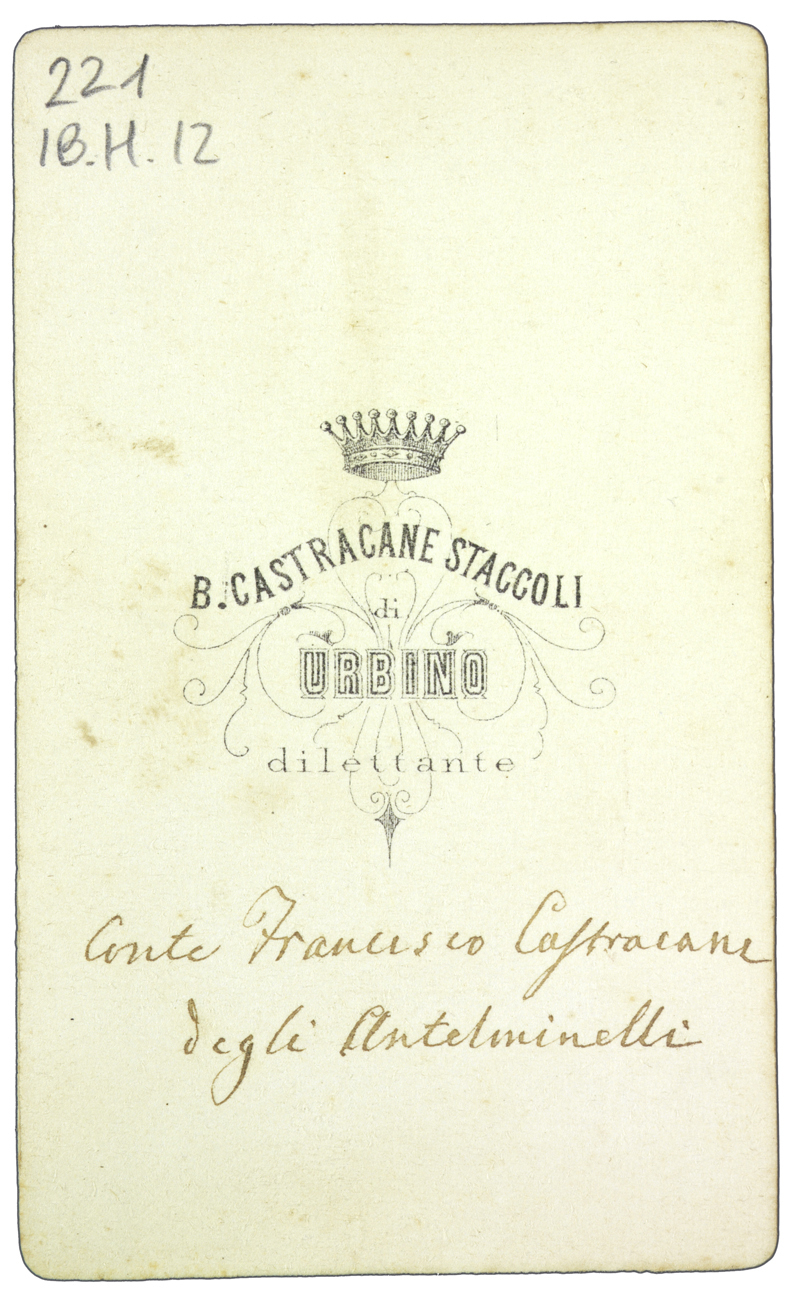 221
IB.H.12
B. CASTRACANE STACCOLI
di
URBINO
dilettante
Conte Francesco Castracane
degli Antelminelli